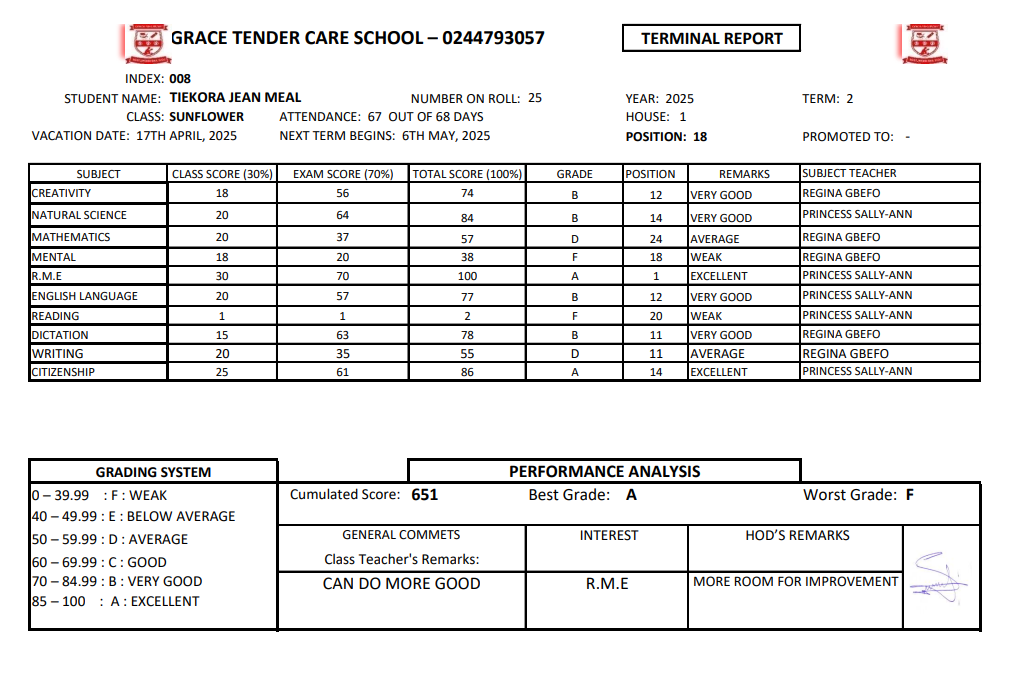 GRACE TENDER CARE SCHOOL – 0244793057
TERMINAL REPORT
INDEX: 008
STUDENT NAME: TIEKORA JEAN MEAL NUMBER ON ROLL: 25 YEAR: 2025 TERM: 2
CLASS: SUNFLOWER ATTENDANCE: 67 OUT OF 68 DAYS HOUSE: 1
VACATION DATE: 17TH APRIL, 2025 NEXT TERM BEGINS: 6TH MAY, 2025 POSITION: 18 PROMOTED TO: -
SUBJECT CLASS SCORE (30%) EXAM SCORE (70%) TOTAL SCORE (100%) GRADE POSITION REMARKS SUBJECT TEACHER
CREATIVITY 18 56 74 B 12 VERY GOOD REGINA GBEFO
NATURAL SCIENCE 20 64 84 B 14 VERY GOOD PRINCESS SALLY-ANN
MATHEMATICS 20 37 57 D 24 AVERAGE REGINA GBEFO
MENTAL 18 20 38 F 18 WEAK REGINA GBEFO
R.M.E 30 70 100 A 1 EXCELLENT PRINCESS SALLY-ANN
ENGLISH LANGUAGE 20 57 77 B 12 VERY GOOD PRINCESS SALLY-ANN
READING 1 1 2 F 20 WEAK PRINCESS SALLY-ANN
DICTATION 15 63 78 B 11 VERY GOOD REGINA GBEFO
WRITING 20 35 55 D 11 AVERAGE REGINA GBEFO
CITIZENSHIP 25 61 86 A 14 EXCELLENT PRINCESS SALLY-ANN
GRADING SYSTEM
0 – 39.99 : F : WEAK
40 – 49.99 : E : BELOW AVERAGE
50 – 59.99 : D : AVERAGE
60 – 69.99 : C : GOOD
70 – 84.99 : B : VERY GOOD
85 – 100 : A : EXCELLENT
PERFORMANCE ANALYSIS
Cumulated Score: 651 Best Grade: A Worst Grade: F
GENERAL COMMETS INTEREST HOD'S REMARKS
Class Teacher's Remarks:
CAN DO MORE GOOD R.M.E MORE ROOM FOR IMPROVEMENT